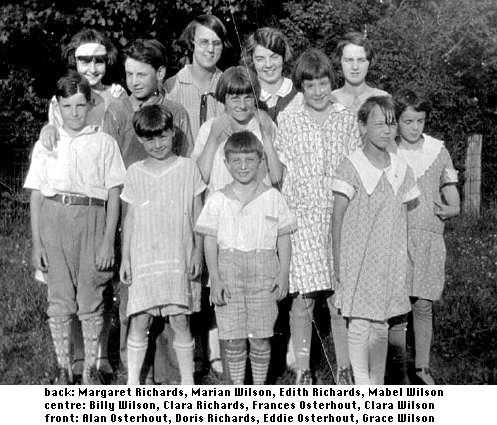 back: Margaret Richards, Marian Wilson, Edith Richards, Mabel Wilson
centre: Billy Wilson, Clara Richards, Frances Osterhout, Clara Wilson
front: Alan Osterhout, Doris Richards, Eddie Osterhout, Grace Wilson